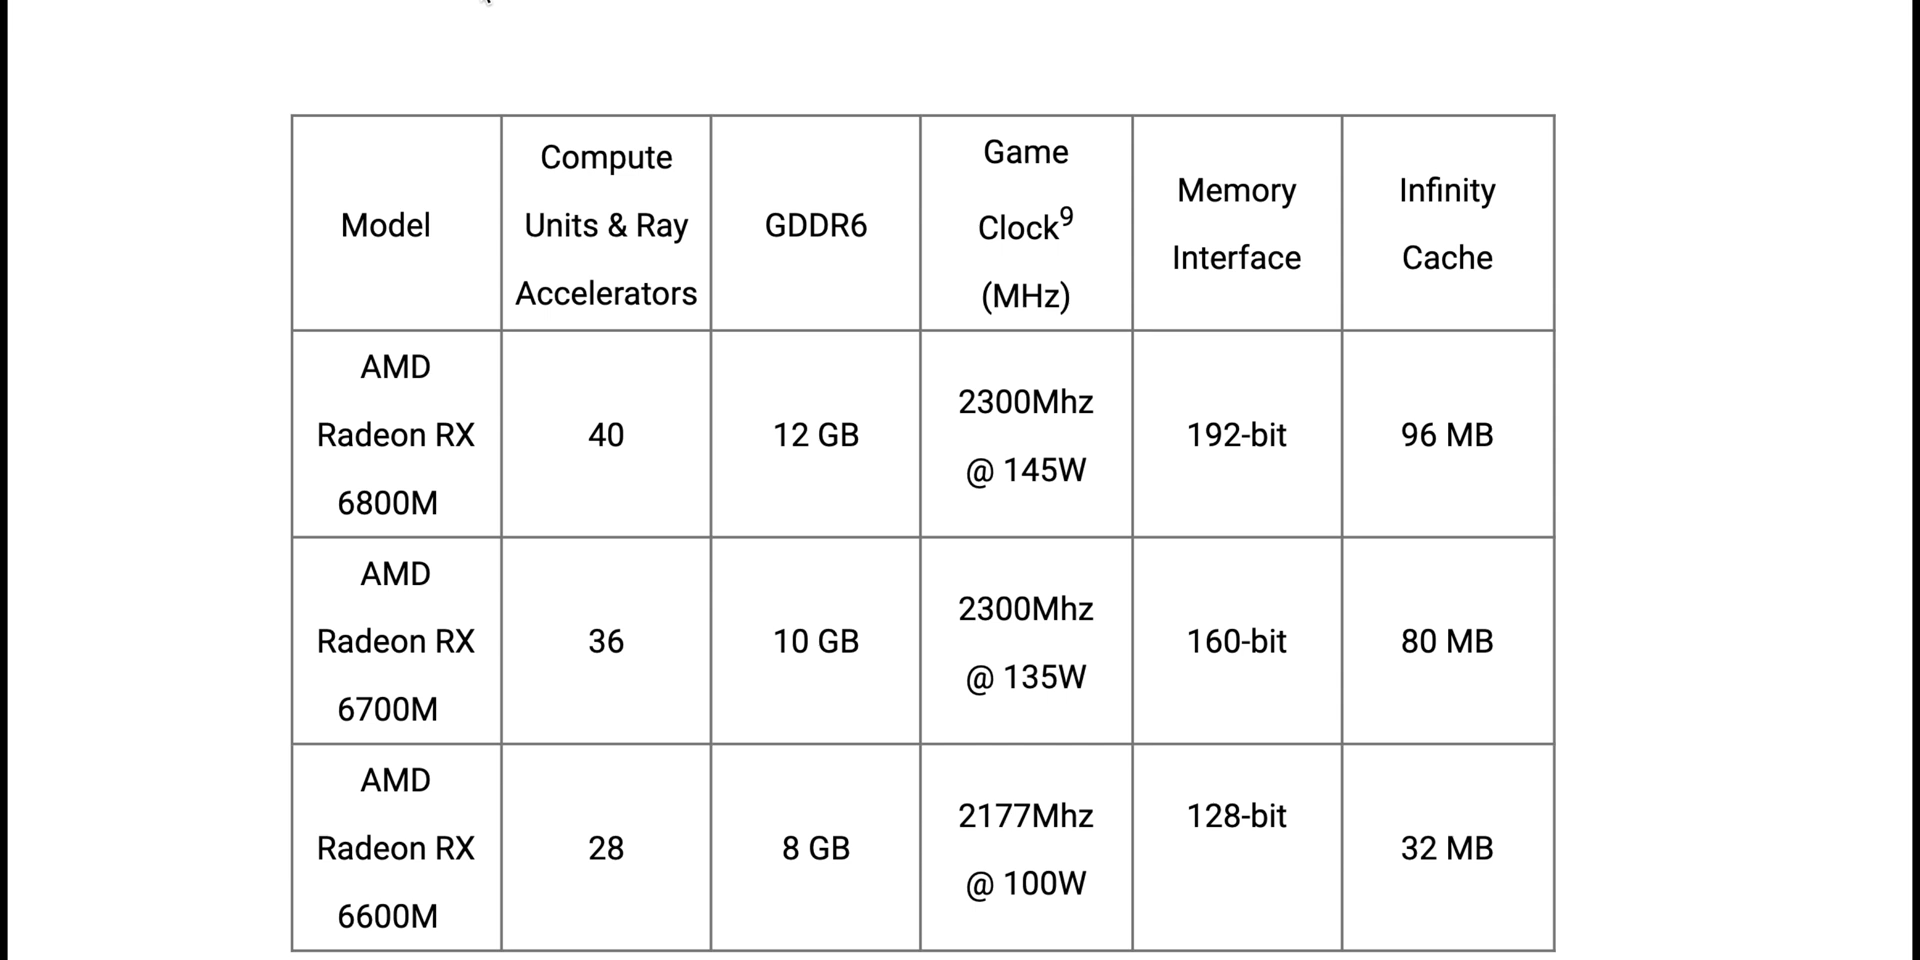 Model
Compute
Units & Ray
Accelerators
GDDR6
Game
Clock⁹
(MHz)
Memory
Interface
Infinity
Cache
AMD
Radeon RX
6800M
40
12 GB
2300Mhz
@ 145W
192-bit
96 MB
AMD
Radeon RX
6700M
36
10 GB
2300Mhz
@ 135W
160-bit
80 MB
AMD
Radeon RX
6600M
28
8 GB
2177Mhz
@ 100W
128-bit
32 MB